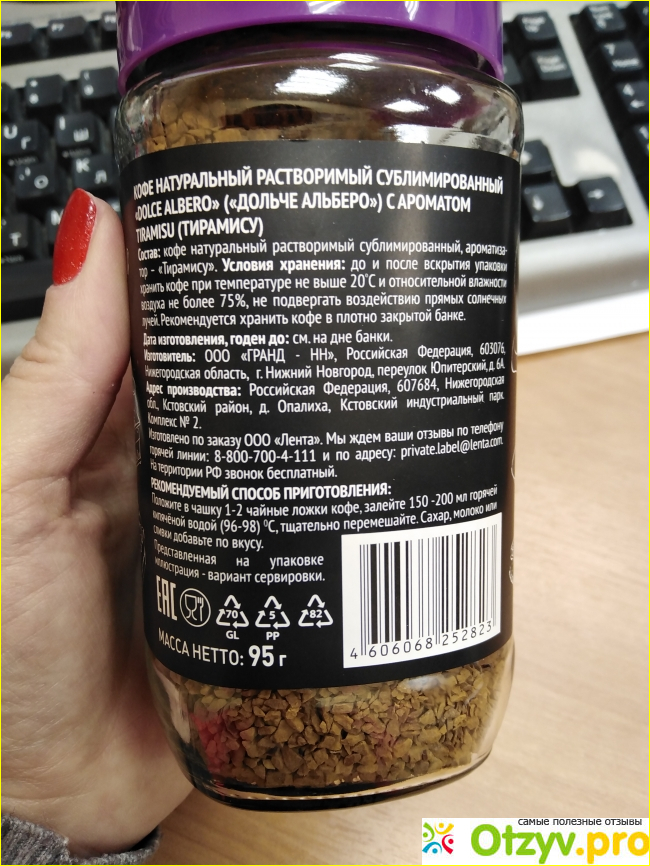 КОФЕ НАТУРАЛЬНЫЙ РАСТВОРИМЫЙ СУБЛИМИРОВАННЫЙ
«DOLCE ALBERO» («ДОЛЬЧЕ АЛЬБЕРО») С АРОМАТОМ
TIRAMISU (ТИРАМИСУ)
Состав: кофе натуральный растворимый сублимированный, ароматиза-
тор – «Тирамису». Условия хранения: до и после вскрытия упаковки
хранить кофе при температуре не выше 20°С и относительной влажности
воздуха не более 75%, не подвергать воздействию прямых солнечных
лучей. Рекомендуется хранить кофе в плотно закрытой банке.
Дата изготовления, годен до: см. на дне банки.
Изготовитель: ООО «ГРАНД - НН», Российская Федерация, 603076,
Нижегородская область, г. Нижний Новгород, переулок Юпитерский, д. 6А.
Адрес производства: Российская Федерация, 607684, Нижегородская
обл., Кстовский район, д. Опалиха, Кстовский индустриальный парк.
Комплекс № 2.
Изготовлено по заказу ООО «Лента». Мы ждем ваши отзывы по телефону
горячей линии: 8-800-700-4-111 и по адресу: private.label@lenta.com.
На территории РФ звонок бесплатный.
РЕКОМЕНДУЕМЫЙ СПОСОБ ПРИГОТОВЛЕНИЯ:
Положите в чашку 1-2 чайные ложки кофе, залейте 150 -200 мл горячей
кипячёной водой (96-98) °С, тщательно перемешайте. Сахар, молоко или
сливки добавьте по вкусу.
Представленная на упаковке
иллюстрация - вариант сервировки.
ЕАС
70 5 82
GL PP
МАССА НЕТТО: 95 г
4 606068 252823
самые полезные отзывы
Otzyv.pro